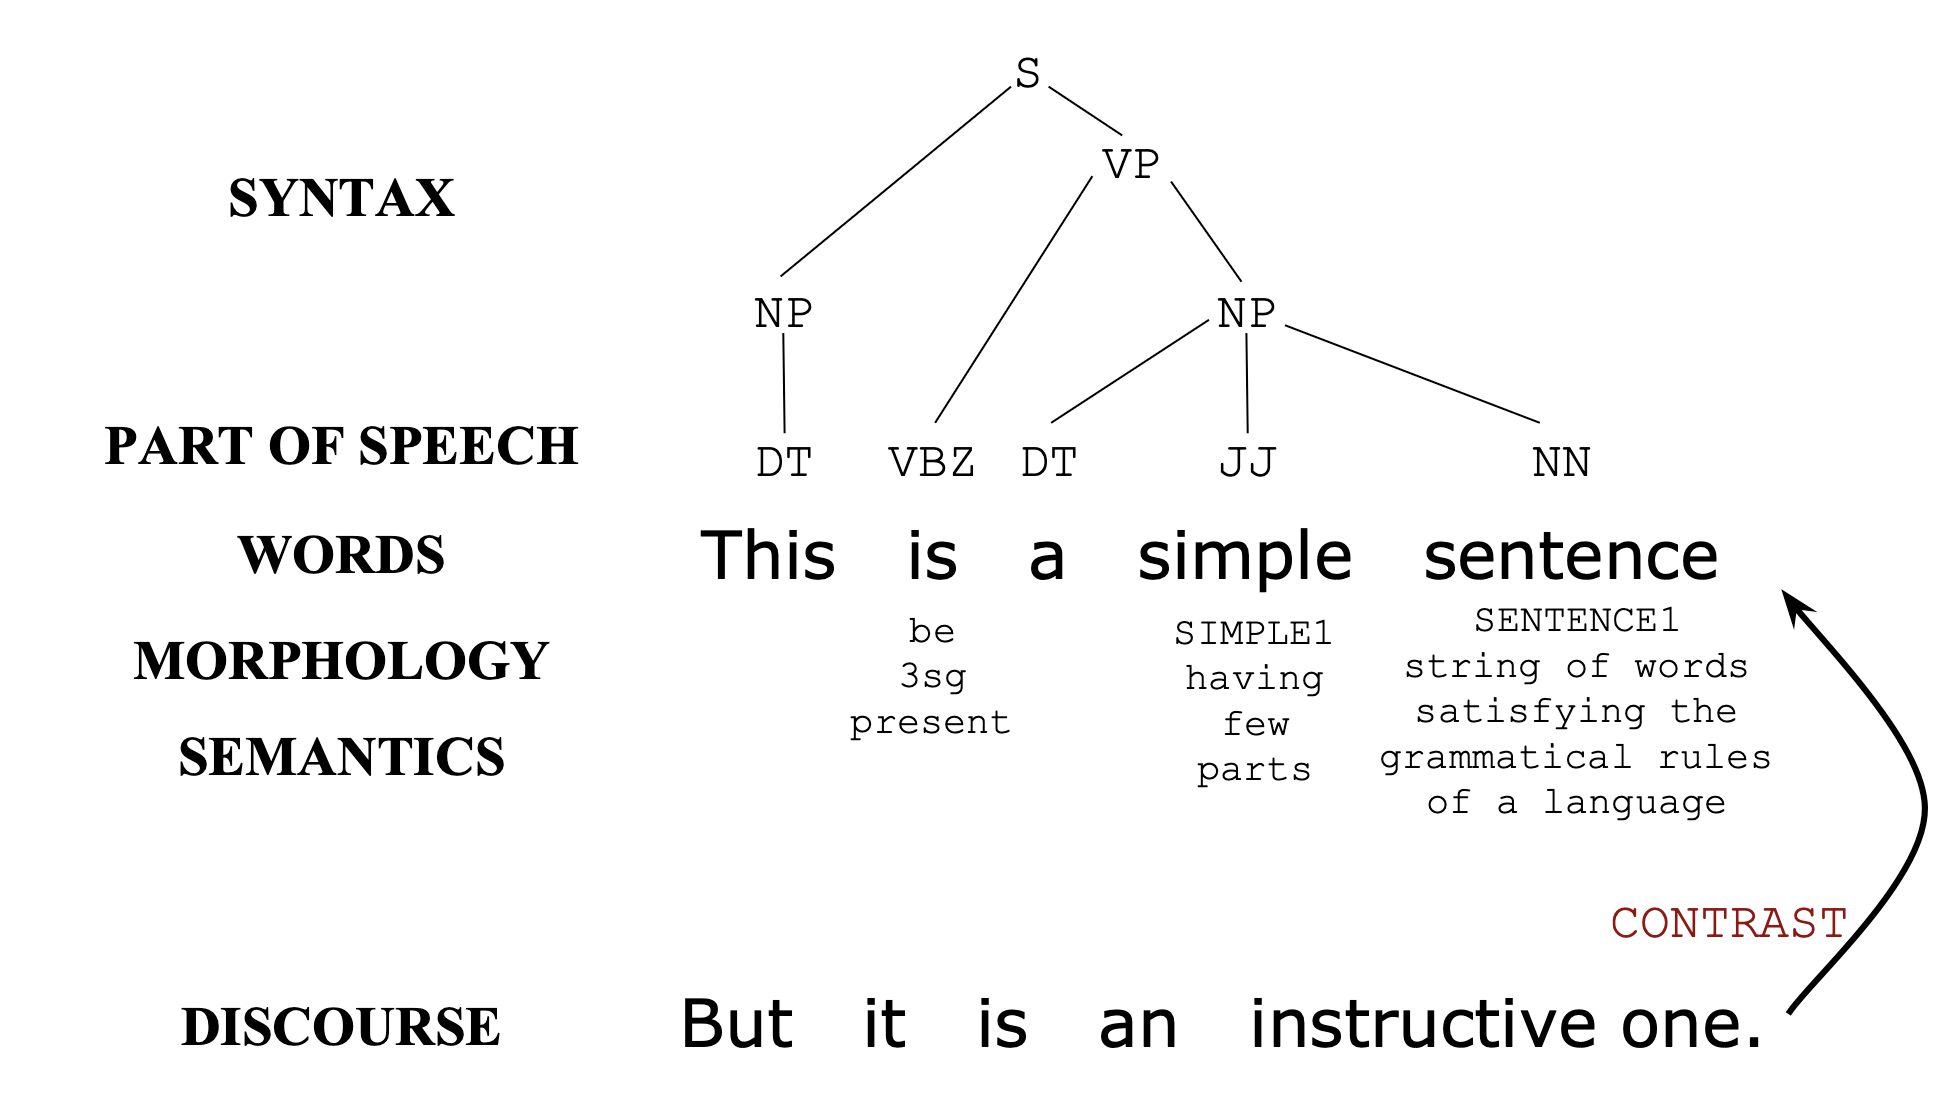 S
VP
SYNTAX
NP NP
PART OF SPEECH
DT VBZ DT JJ NN
WORDS
This is a simple sentence
MORPHOLOGY
be
3sg
present
SIMPLE1
having
few
parts
SENTENCE1
string of words
satisfying the
grammatical rules
of a language
SEMANTICS
CONTRAST
DISCOURSE
But it is an instructive one.